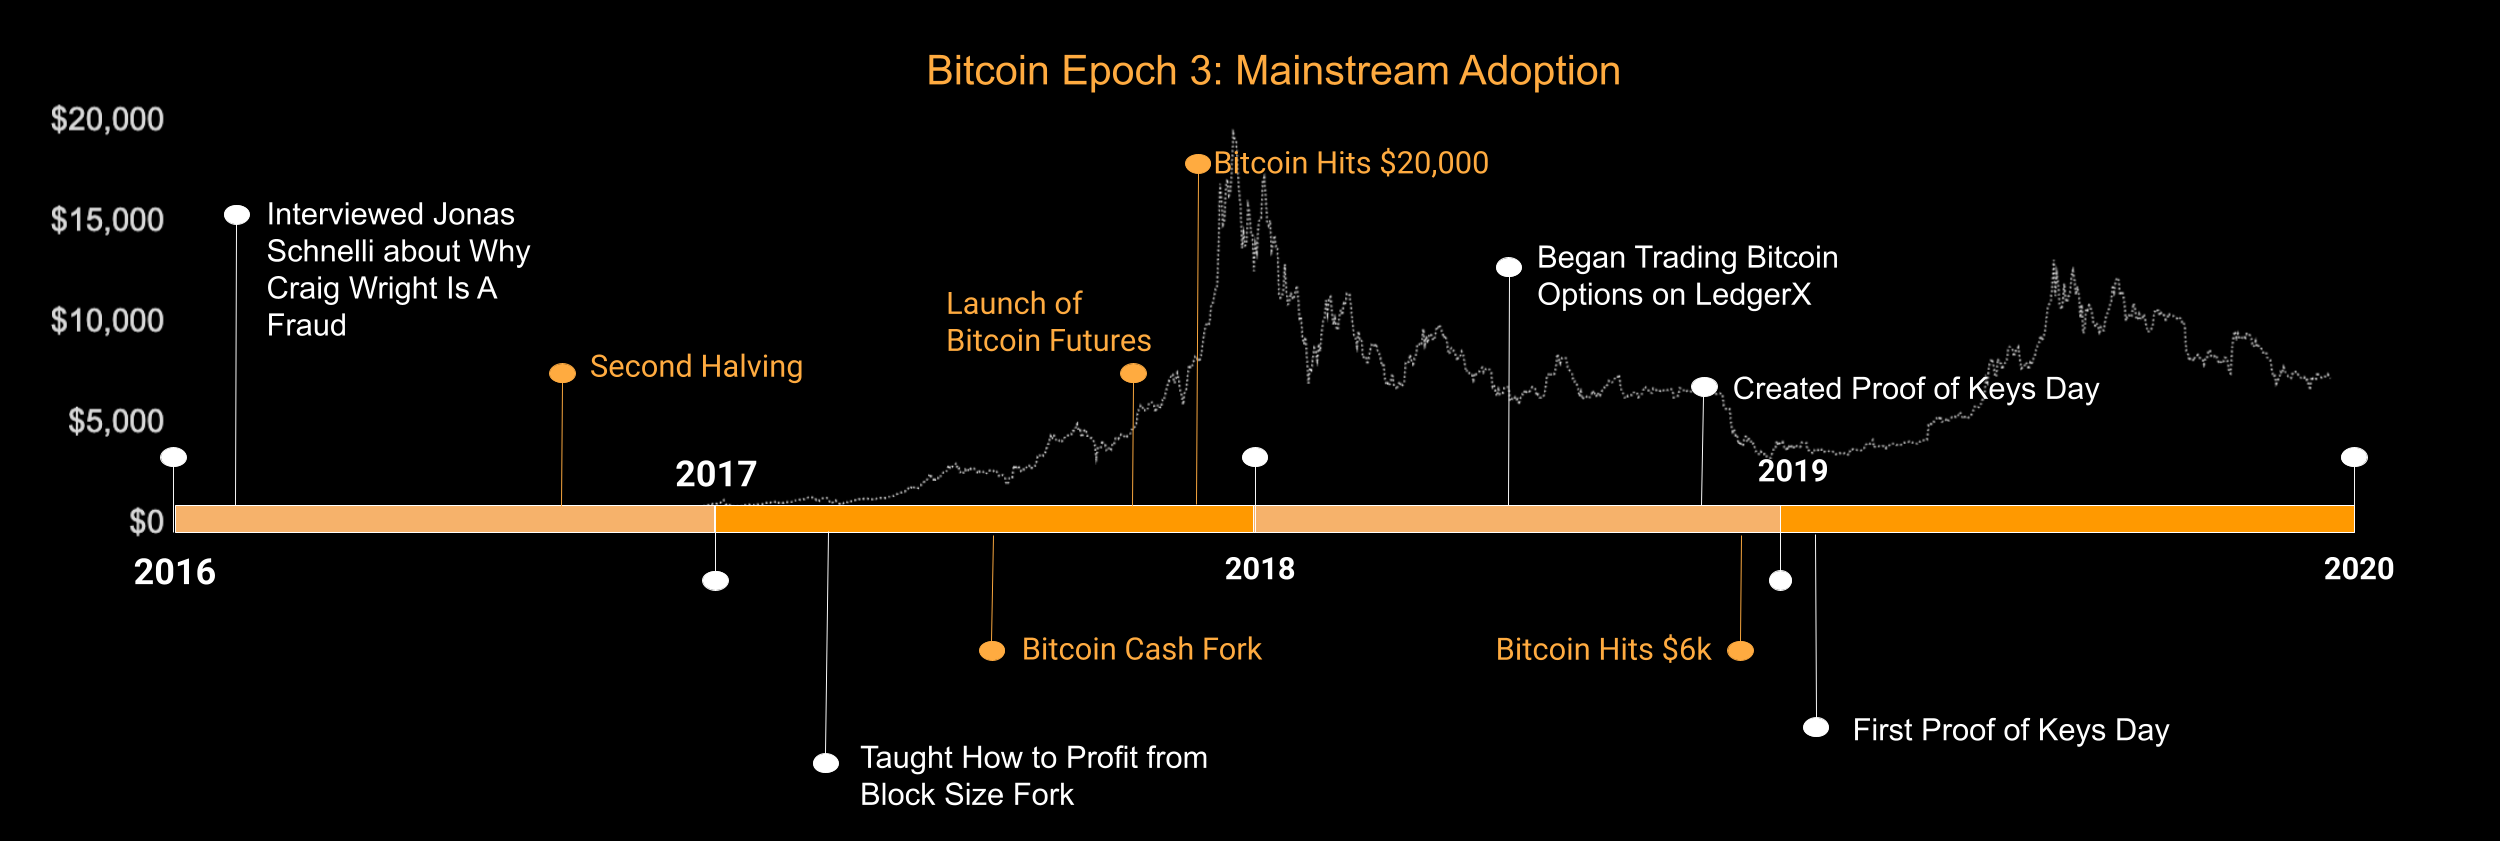 Bitcoin Epoch 3: Mainstream Adoption
$20,000
$15,000
$10,000
$5,000
$0
Interviewed Jonas
Schnelli about Why
Craig Wright Is A
Fraud
Second Halving
Launch of
Bitcoin Futures
Bitcoin Hits $20,000
Began Trading Bitcoin
Options on LedgerX
Created Proof of Keys Day
2016
2017
2018
2019
2020
Bitcoin Cash Fork
Bitcoin Hits $6k
Taught How to Profit from
Block Size Fork
First Proof of Keys Day